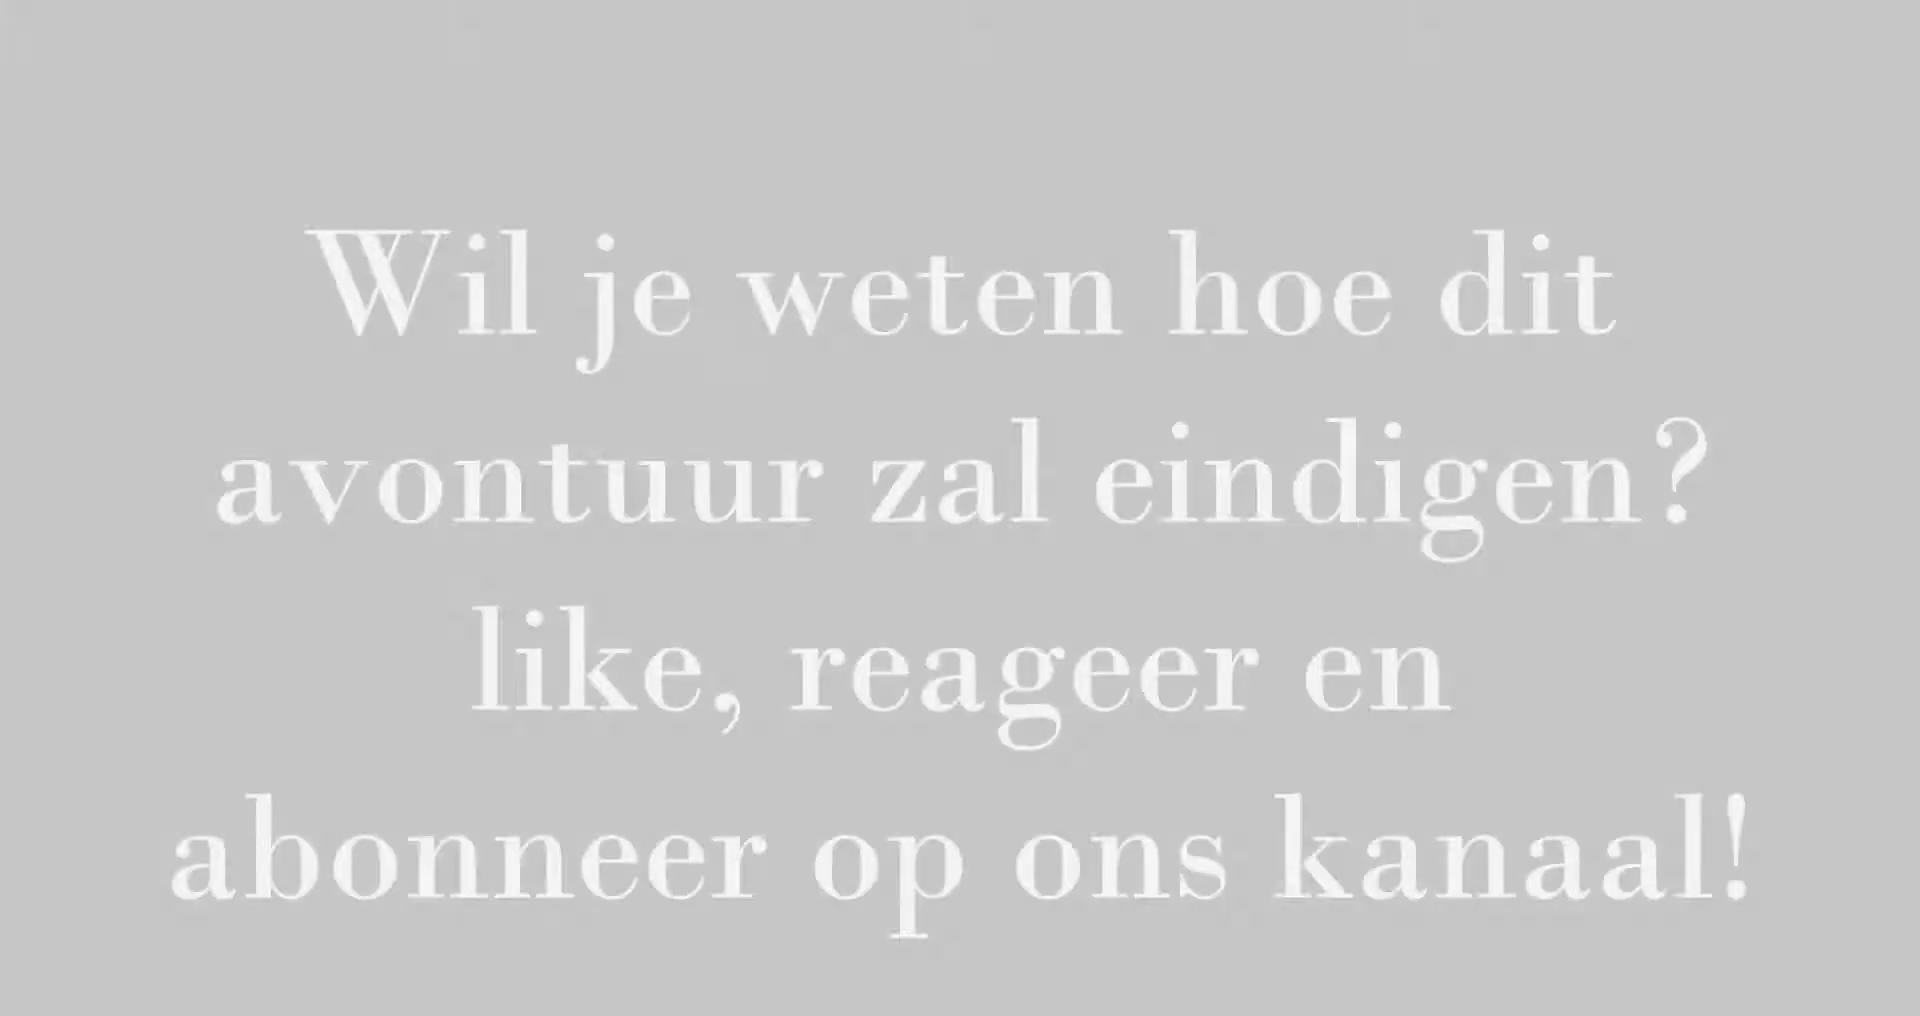 Wil je weten hoe dit
avontuur zal eindigen?
like, reageer en
abonneer op ons kanaal!